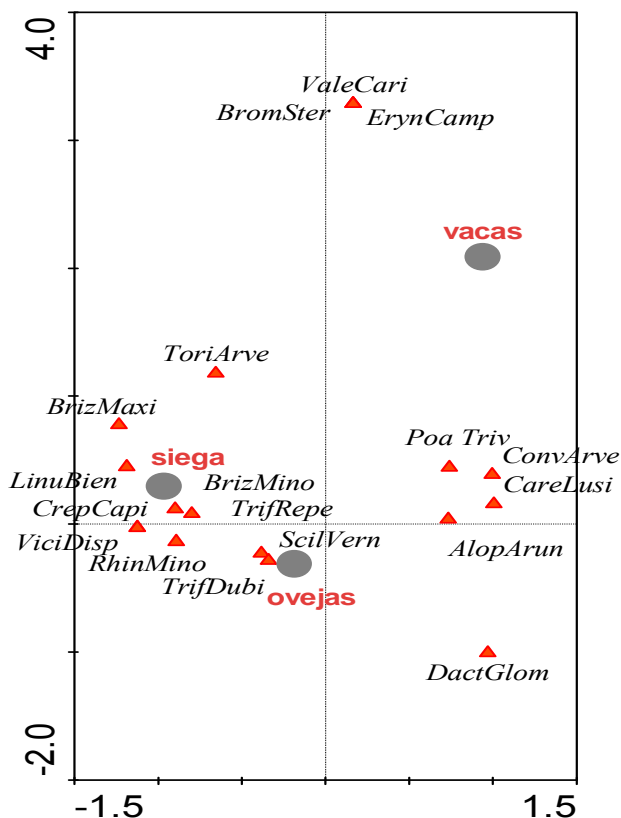 4.0
ValeCari
BromSter
ErynCamp
vacas
ToriArve
BrizMaxi
Poa Triv
siega
ConvArve
LinuBien
BrizMino
CareLusi
CrepCapi
TrifRepe
ViciDisp
ScilVern
AlopArun
RhinMino
TrifDubi
ovejas
DactGlom
-2.0
-1.5
1.5